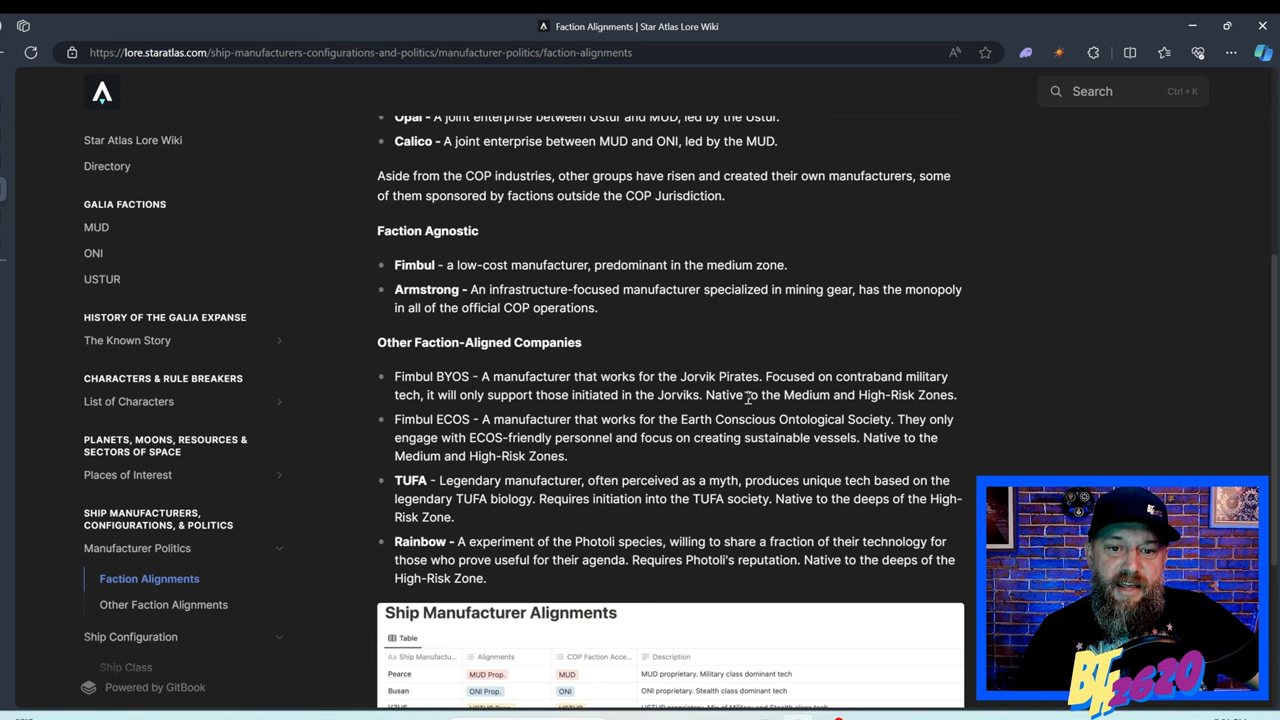 Faction Alignments | Star Atlas Lore Wiki
https://lore.staratlas.com/ship-manufacturers-configurations-and-politics/manufacturer-politics/faction-alignments
Search
Ctrl + K
Star Atlas Lore Wiki
Directory
GALIA FACTIONS
MUD
ONI
USTUR
HISTORY OF THE GALIA EXPANSE
The Known Story
CHARACTERS & RULE BREAKERS
List of Characters
PLANETS, MOONS, RESOURCES &
SECTORS OF SPACE
Places of Interest
SHIP MANUFACTURERS,
CONFIGURATIONS, & POLITICS
Manufacturer Politics
Faction Alignments
Other Faction Alignments
Ship Configuration
Ship Class
Powered by GitBook
Opal - A joint enterprise between Ustur and MUD, led by the Ustur.
Calico - A joint enterprise between MUD and ONI, led by the MUD.
Aside from the COP industries, other groups have risen and created their own manufacturers, some
of them sponsored by factions outside the COP Jurisdiction.
Faction Agnostic
Fimbul - a low-cost manufacturer, predominant in the medium zone.
Armstrong - An infrastructure-focused manufacturer specialized in mining gear, has the monopoly
in all of the official COP operations.
Other Faction-Aligned Companies
Fimbul BYOS - A manufacturer that works for the Jorvik Pirates. Focused on contraband military
tech, it will only support those initiated in the Jorviks. Native to the Medium and High-Risk Zones.
Fimbul ECOS - A manufacturer that works for the Earth Conscious Ontological Society. They only
engage with ECOS-friendly personnel and focus on creating sustainable vessels. Native to the
Medium and High-Risk Zones.
TUFA - Legendary manufacturer, often perceived as a myth, produces unique tech based on the
legendary TUFA biology. Requires initiation into the TUFA society. Native to the deeps of the High-
Risk Zone.
Rainbow - A experiment of the Photoli species, willing to share a fraction of their technology for
those who prove useful for their agenda. Requires Photoli's reputation. Native to the deeps of the
High-Risk Zone.
Ship Manufacturer Alignments
Table
Aa Ship Manufactu... Alignments COP Faction Acce... Description
Pearce MUD Prop. MUD MUD proprietary. Military class dominant tech
Busan ONI Prop. ONI ONI proprietary. Stealth class dominant tech
BF2620